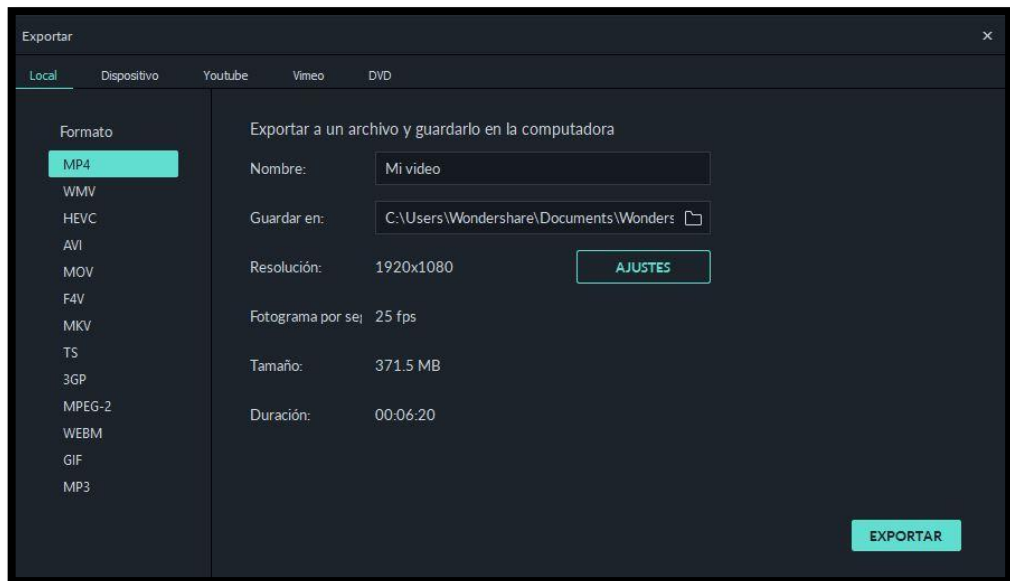 Exportar
Local Dispositivo Youtube Vimeo DVD
Formato
MP4
WMV
HEVC
AVI
MOV
F4V
MKV
TS
3GP
MPEG-2
WEBM
GIF
MP3
Exportar a un archivo y guardarlo en la computadora
Nombre: Mi video
Guardar en: C:\Users\Wondershare\Documents\Wonders
Resolución: 1920x1080 AJUSTES
Fotograma por se 25 fps
Tamaño: 371.5 MB
Duración: 00:06:20
EXPORTAR